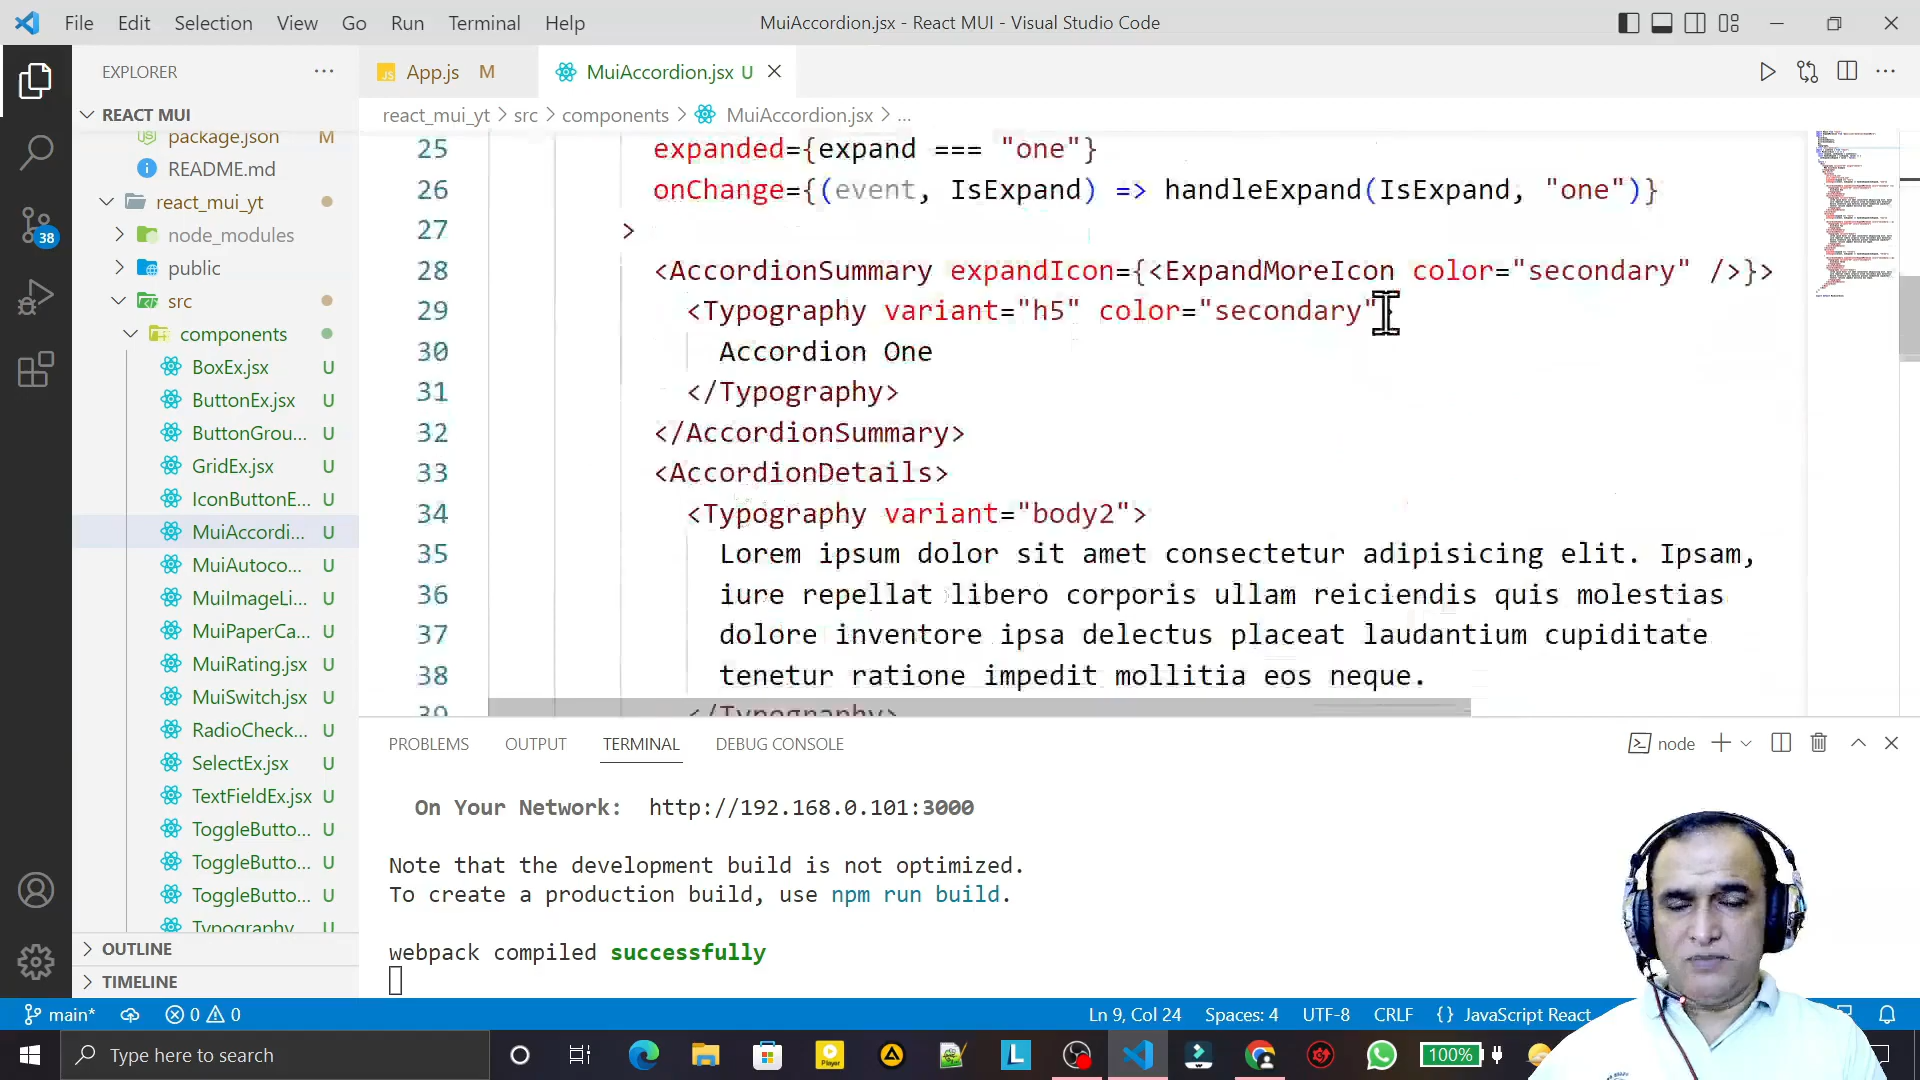 File Edit Selection View Go Run Terminal Help
MuiAccordion.jsx - React MUI - Visual Studio Code
EXPLORER
REACT MUI
package.json M
README.md
react_mui_yt
node_modules
public
src
components
BoxEx.jsx U
ButtonEx.jsx U
ButtonGrou... U
GridEx.jsx U
IconButtonE... U
MuiAccordi... U
MuiAutoco... U
MuiImageLi... U
MuiPaperCa... U
MuiRating.jsx U
MuiSwitch.jsx U
RadioCheck... U
SelectEx.jsx U
TextFieldEx.jsx U
ToggleButto... U
ToggleButto... U
ToggleButto... U
Typography U
OUTLINE
TIMELINE
38
App.js M
MuiAccordion.jsx U
react_mui_yt > src > components > MuiAccordion.jsx > ...
25 expanded={expand === "one"}
26 onChange={(event, IsExpand) => handleExpand(IsExpand, "one")}
27 >
28 <AccordionSummary expandIcon={<ExpandMoreIcon color="secondary" />}>
29 <Typography variant="h5" color="secondary"
30 Accordion One
31 </Typography>
32 </AccordionSummary>
33 <AccordionDetails>
34 <Typography variant="body2">
35 Lorem ipsum dolor sit amet consectetur adipisicing elit. Ipsam,
36 iure repellat libero corporis ullam reiciendis quis molestias
37 dolore inventore ipsa delectus placeat laudantium cupiditate
38 tenetur ratione impedit mollitia eos neque.
39 </Typography>
PROBLEMS OUTPUT TERMINAL DEBUG CONSOLE
node
On Your Network: http://192.168.0.101:3000
Note that the development build is not optimized.
To create a production build, use npm run build.
webpack compiled successfully
main* 0 0 Ln 9, Col 24 Spaces: 4 UTF-8 CRLF {} JavaScript React
Type here to search
Player
L
100%